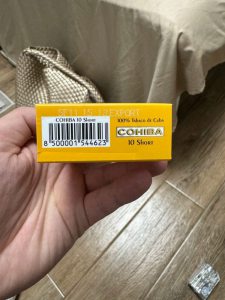 COHIBA 10 Short
8 500001 544623
100% Tabaco de Cuba
COHIBA
10 SHORT